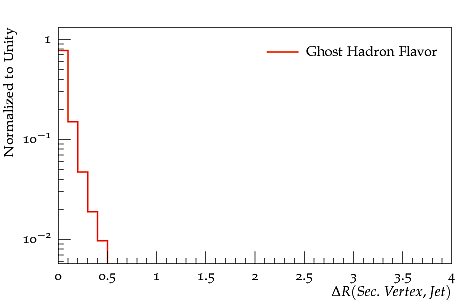 Normalized to Unity
1
10⁻¹
10⁻²
Ghost Hadron Flavor
0 0.5 1 1.5 2 2.5 3 3.5 4
ΔR(Sec. Vertex, Jet)